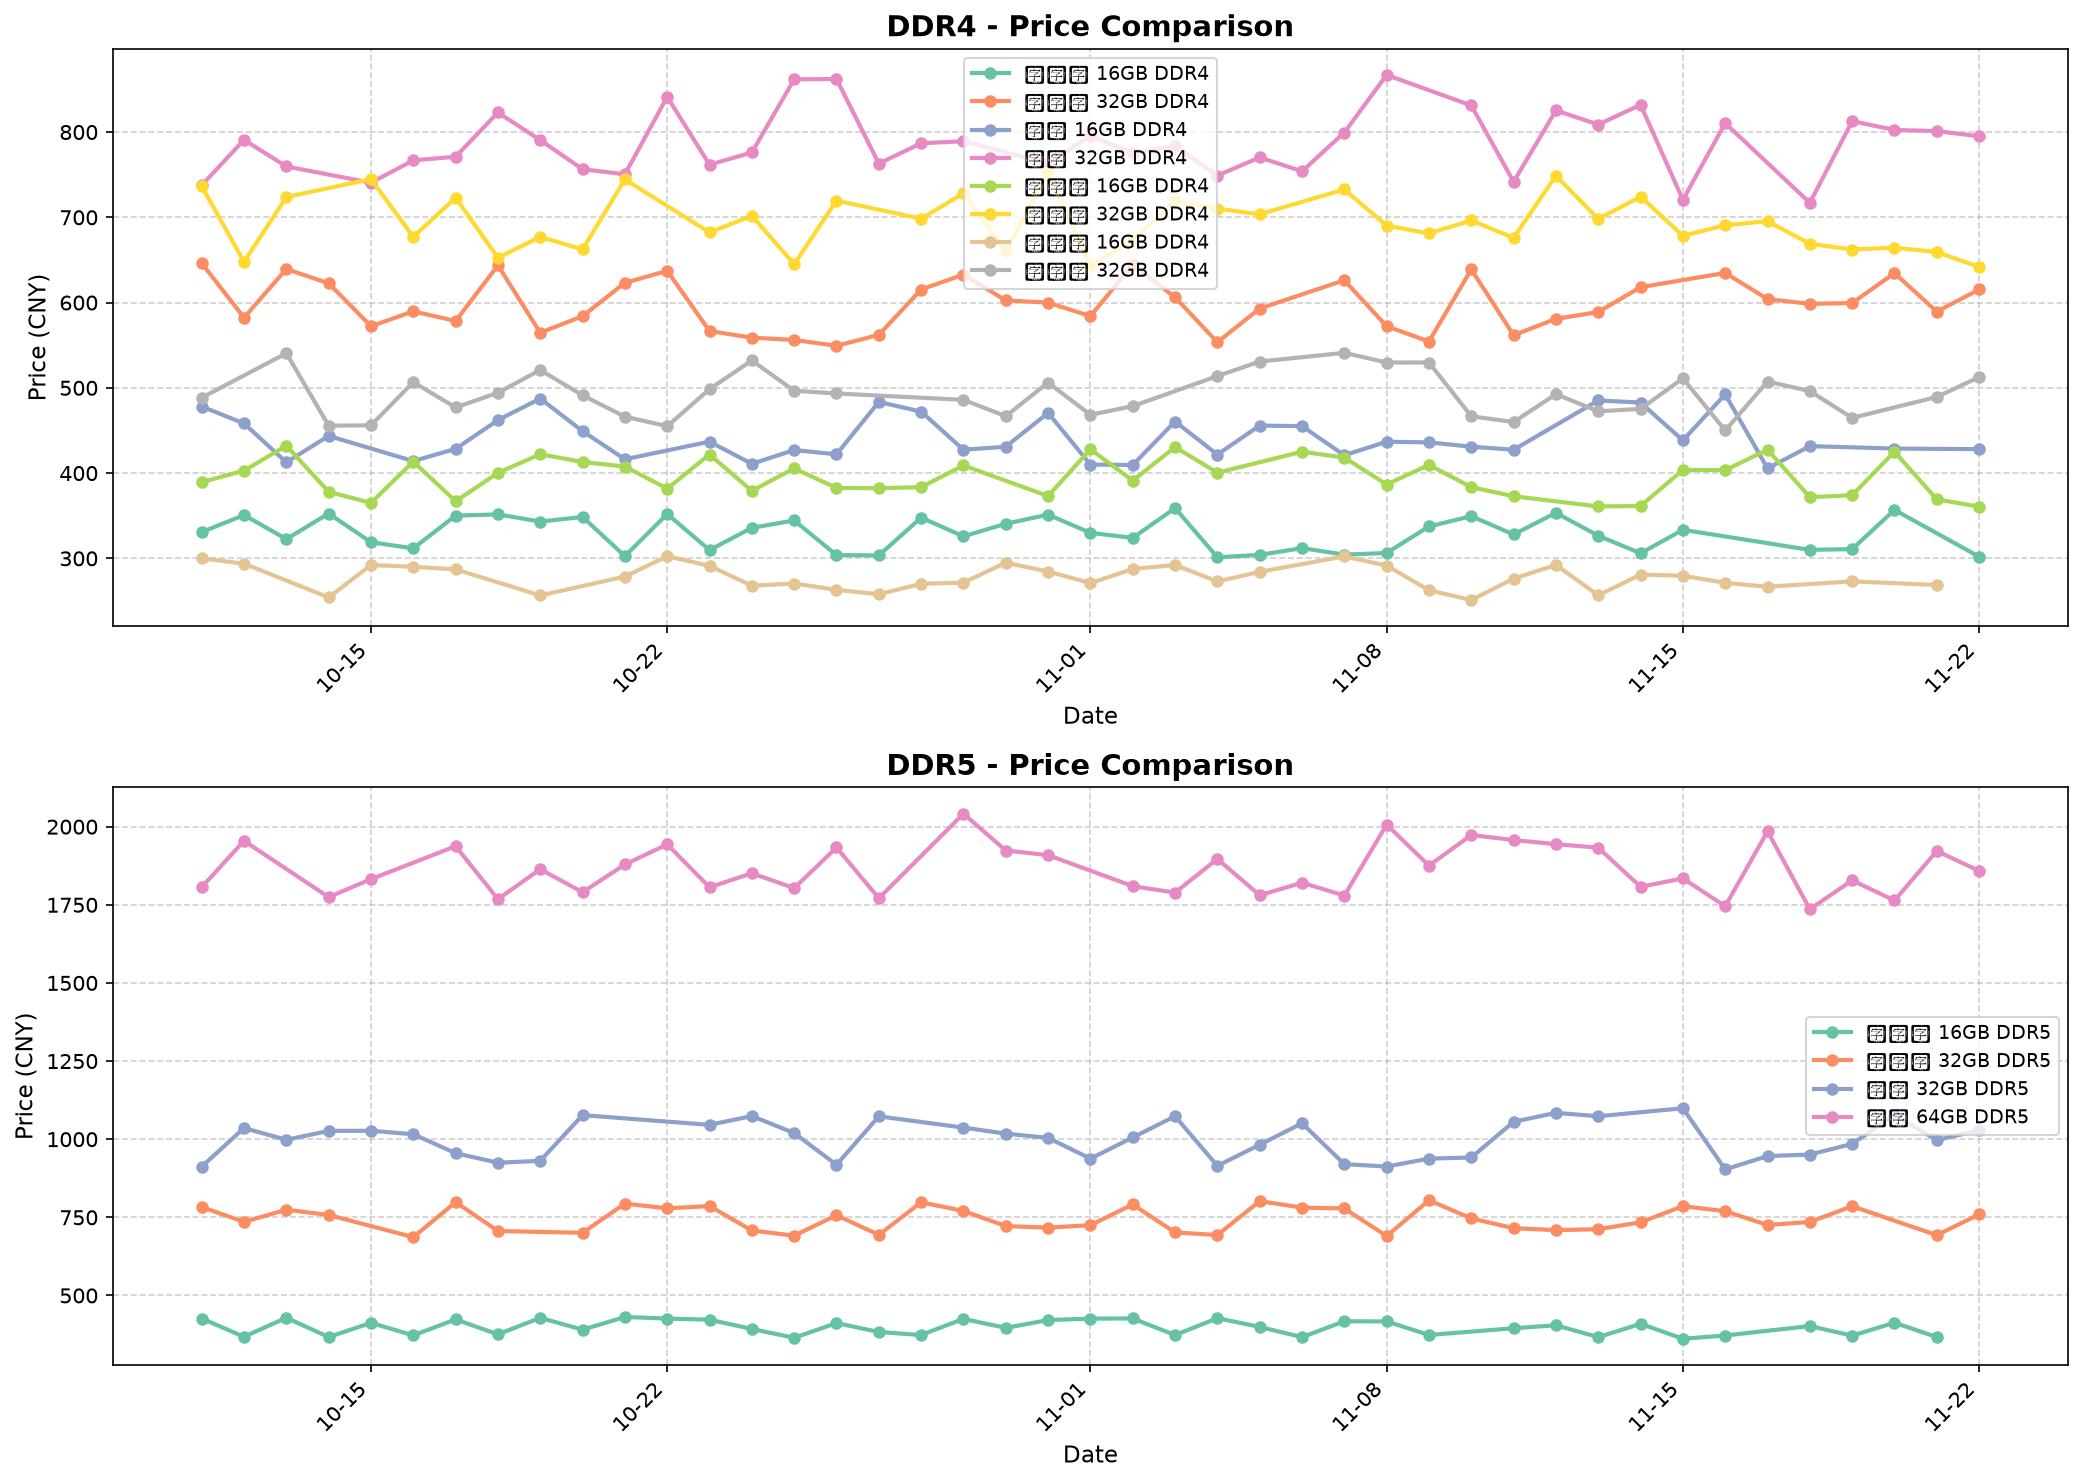 DDR4 - Price Comparison
16GB DDR4
32GB DDR4
16GB DDR4
32GB DDR4
16GB DDR4
32GB DDR4
16GB DDR4
32GB DDR4
Price (CNY)
800
700
600
500
400
300
10-15
10-22
11-01
11-08
11-15
11-22
Date
DDR5 - Price Comparison
Price (CNY)
2000
1750
1500
1250
1000
750
500
16GB DDR5
32GB DDR5
32GB DDR5
64GB DDR5
10-15
10-22
11-01
11-08
11-15
11-22
Date